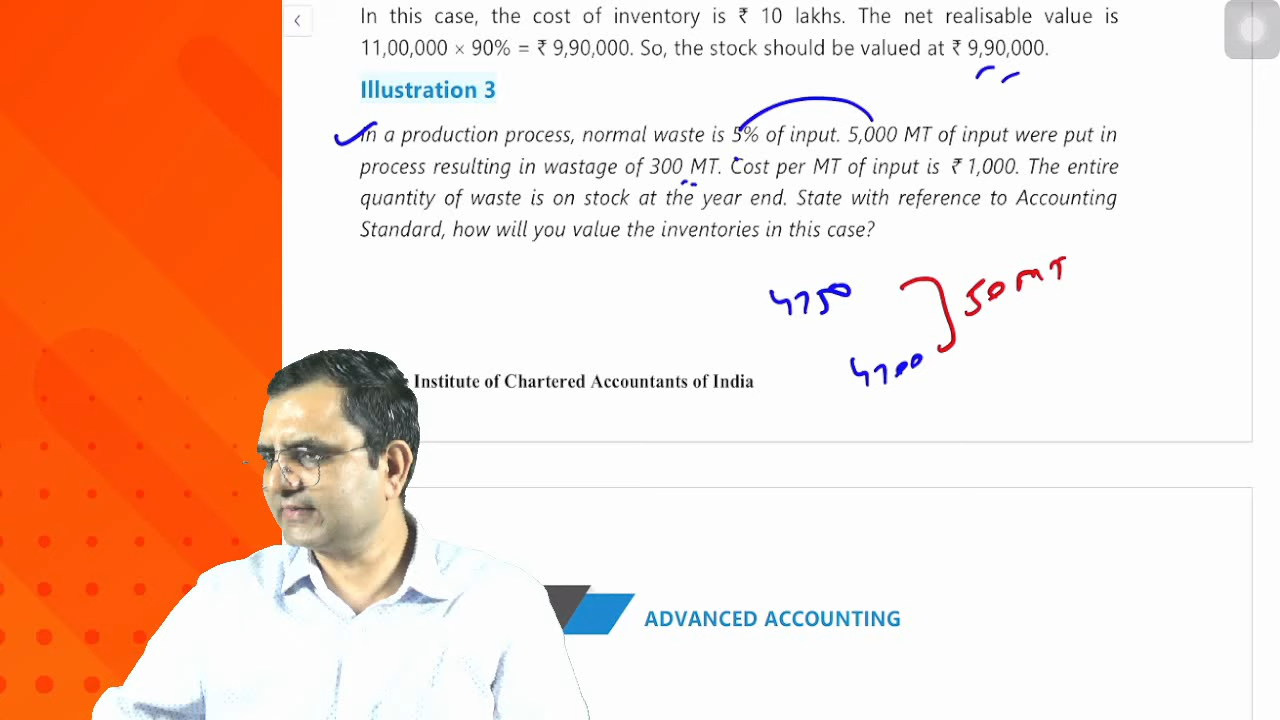 In this case, the cost of inventory is ₹ 10 lakhs. The net realisable value is
11,00,000 × 90% = ₹ 9,90,000. So, the stock should be valued at ₹ 9,90,000.
Illustration 3
In a production process, normal waste is 5% of input. 5,000 MT of input were put in
process resulting in wastage of 300 MT. Cost per MT of input is ₹ 1,000. The entire
quantity of waste is on stock at the year end. State with reference to Accounting
Standard, how will you value the inventories in this case?
4750
50 MT
4700
Institute of Chartered Accountants of India
ADVANCED ACCOUNTING